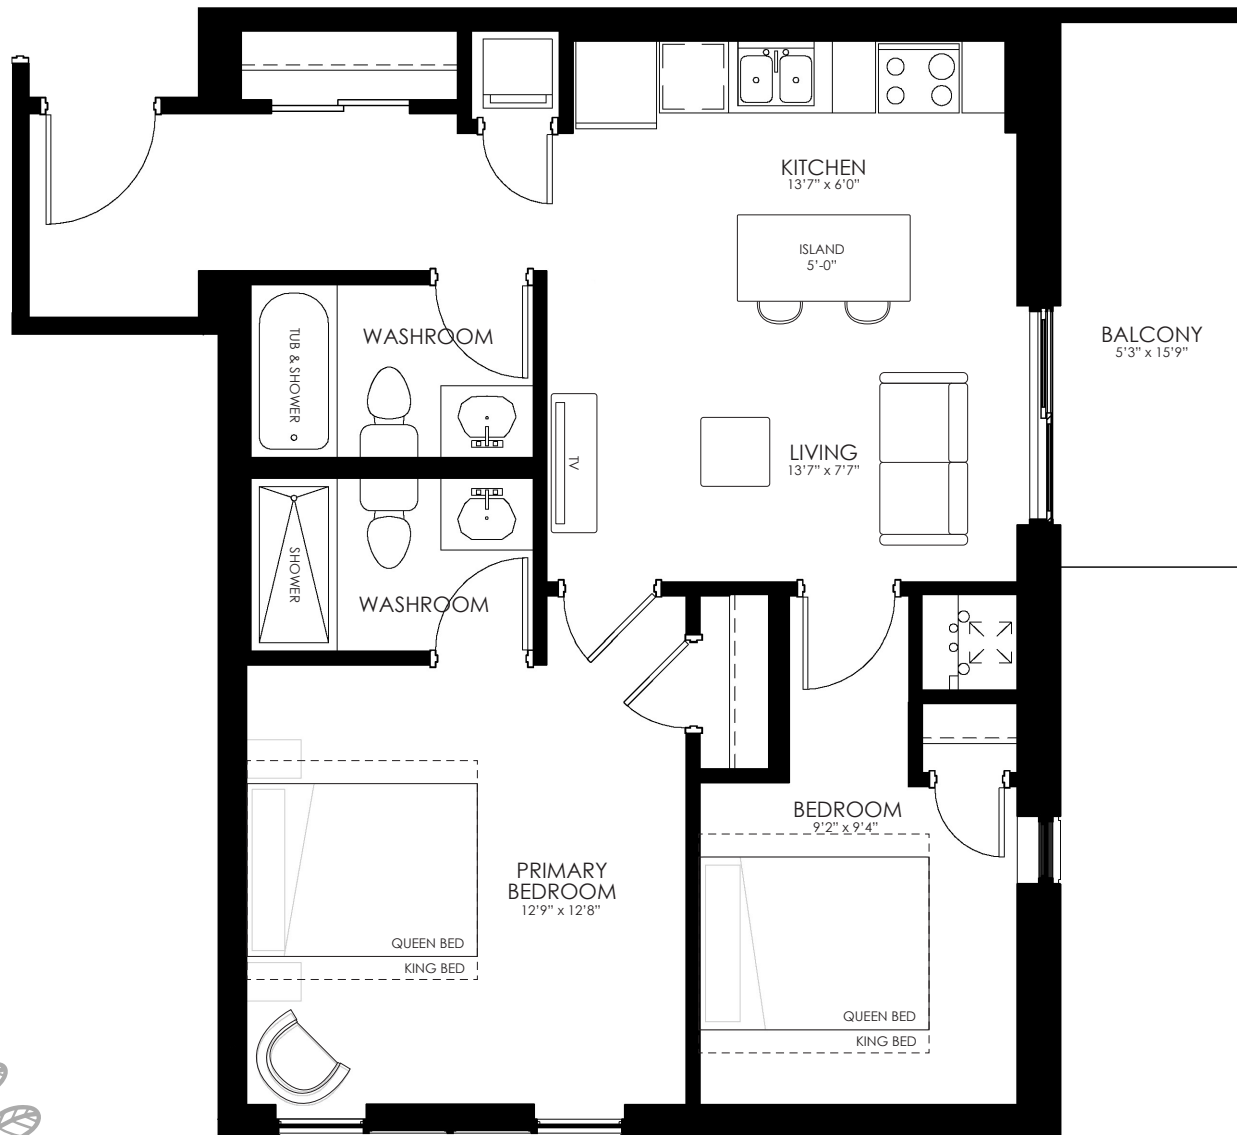 KITCHEN
13'7" x 6'0"
ISLAND
5'-0"
WASHROOM
TUB & SHOWER
BALCONY
5'3" x 15'9"
LIVING
13'7" x 7'7"
TV
SHOWER
WASHROOM
BEDROOM
9'2" x 9'4"
PRIMARY
BEDROOM
12'9" x 12'8"
QUEEN BED
KING BED
QUEEN BED
KING BED